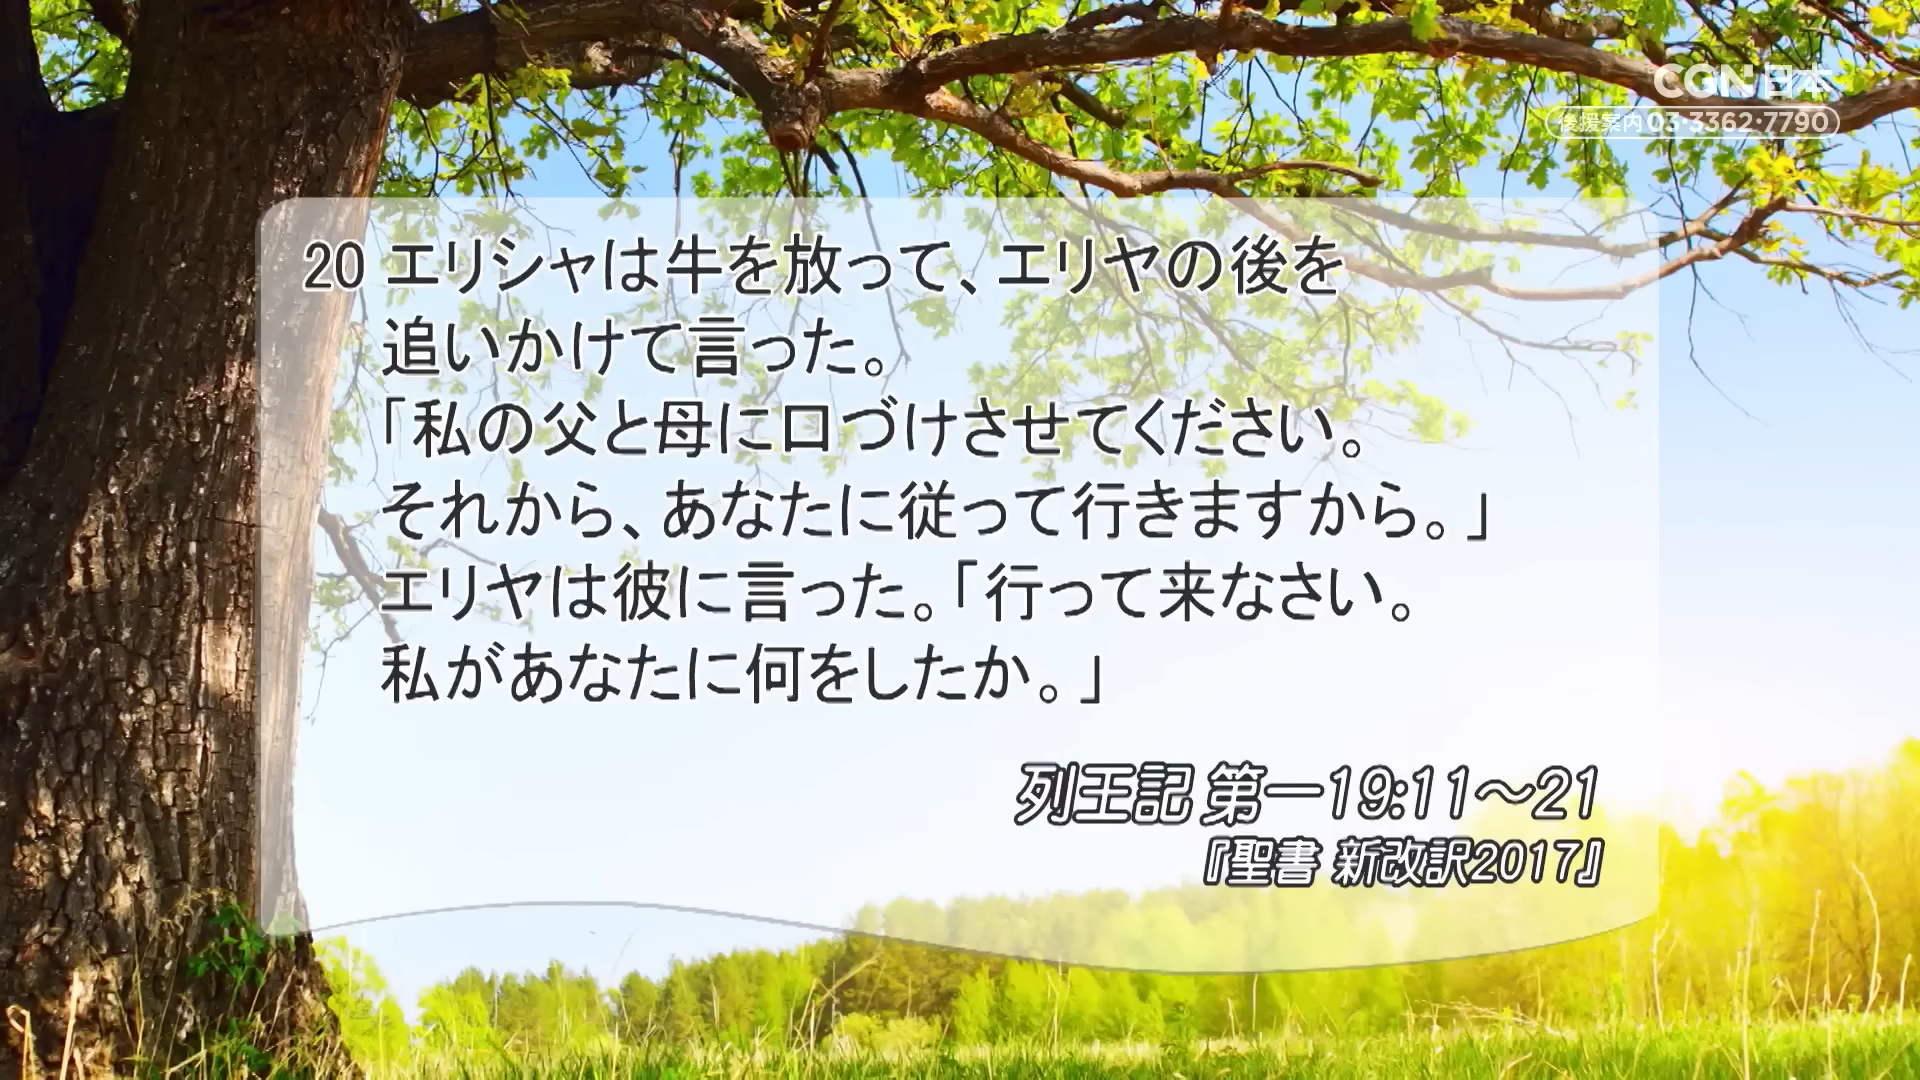 CGN日本
後援案内 03·3362·7790
20 エリシャは牛を放って、エリヤの後を
追いかけて言った。
「私の父と母に口づけさせてください。
それから、あなたに従って行きますから。」
エリヤは彼に言った。「行って来なさい。
私があなたに何をしたか。」
列王記 第一19:11～21
『聖書 新改訳2017』